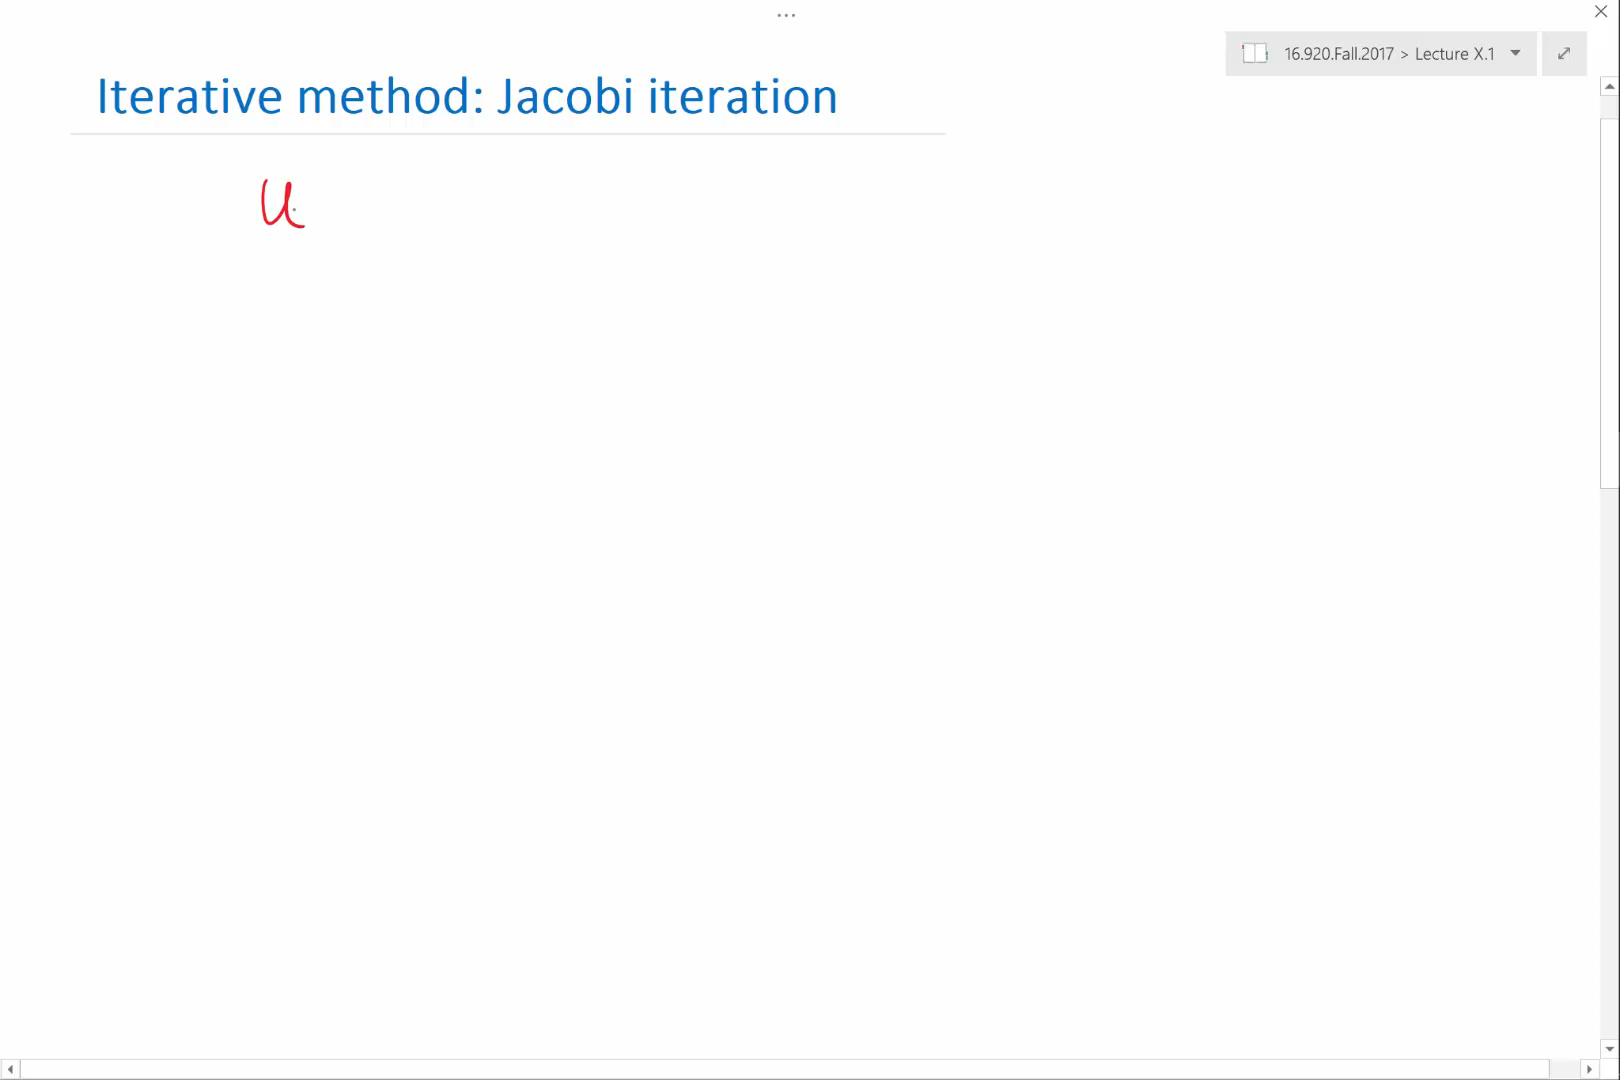 16.920.Fall.2017 > Lecture X.1
Iterative method: Jacobi iteration
u